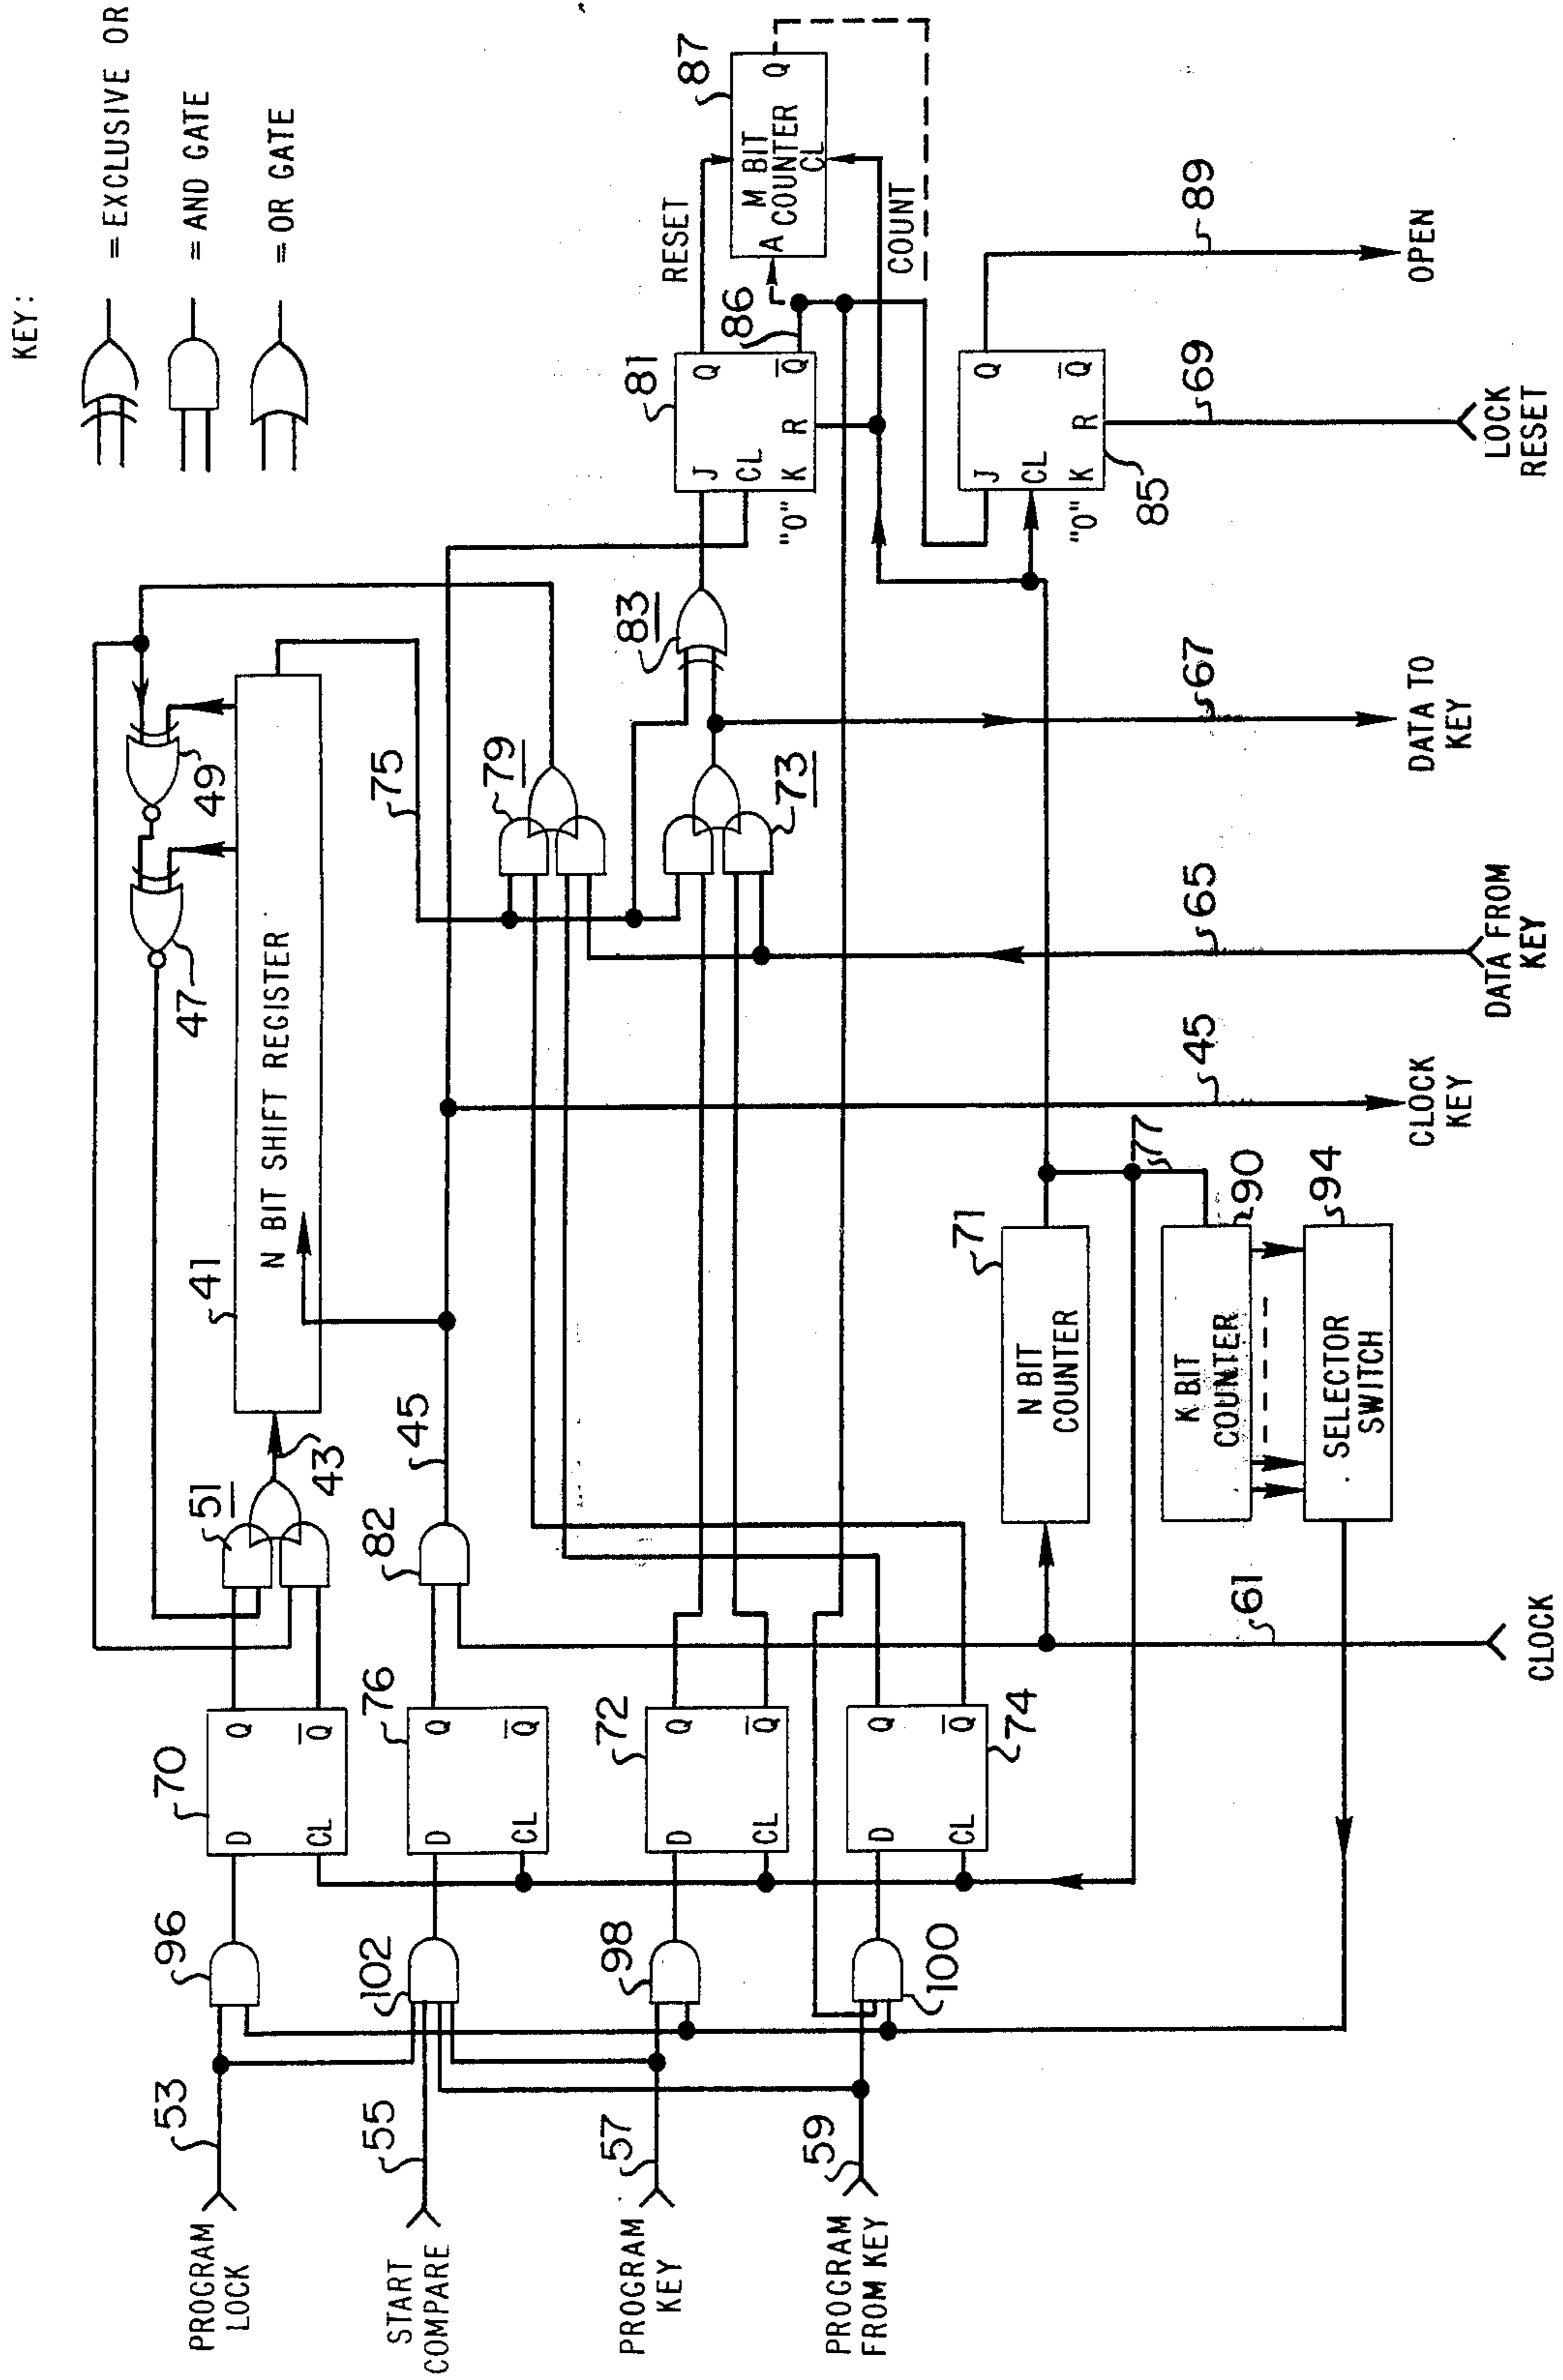 KEY:
= EXCLUSIVE OR
= AND GATE
= OR GATE
PROGRAM
LOCK
53
96
70
D
CL
Q
Q
51
43
41
N BIT SHIFT REGISTER
47
49
START
COMPARE
55
102
76
D
CL
Q
Q
82
45
75
PROGRAM
KEY
57
98
72
D
CL
Q
Q
79
73
83
81
J
CL
K
"0"
Q
Q
R
86
RESET
87
M BIT
COUNTER
A
CL
Q
COUNT
PROGRAM
FROM KEY
59
100
74
D
CL
Q
Q
71
N BIT
COUNTER
77
K BIT
COUNTER
90
SELECTOR
SWITCH
94
85
J
CL
K
"0"
Q
Q
R
61
CLOCK
45
CLOCK
KEY
65
DATA FROM
KEY
67
DATA TO
KEY
69
LOCK
RESET
89
OPEN